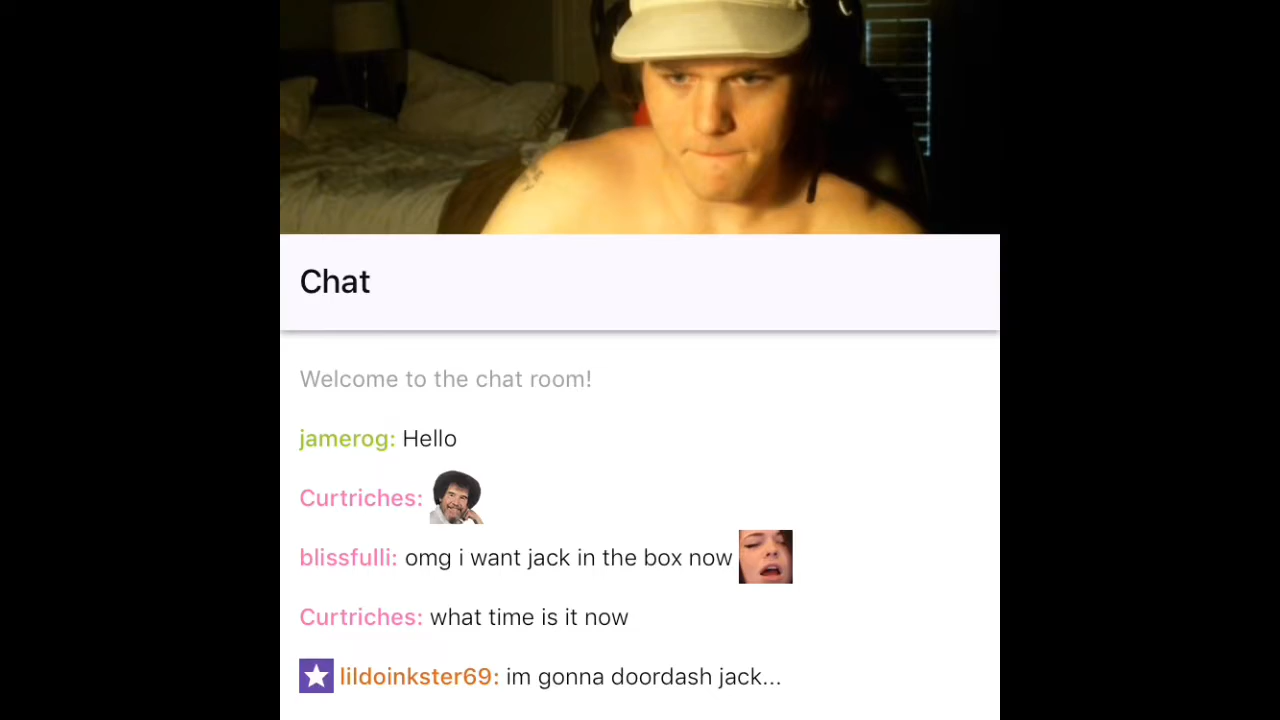 Chat
Welcome to the chat room!
jamerog: Hello
Curtriches:
blissfulli: omg i want jack in the box now
Curtriches: what time is it now
lildoinkster69: im gonna doordash jack...